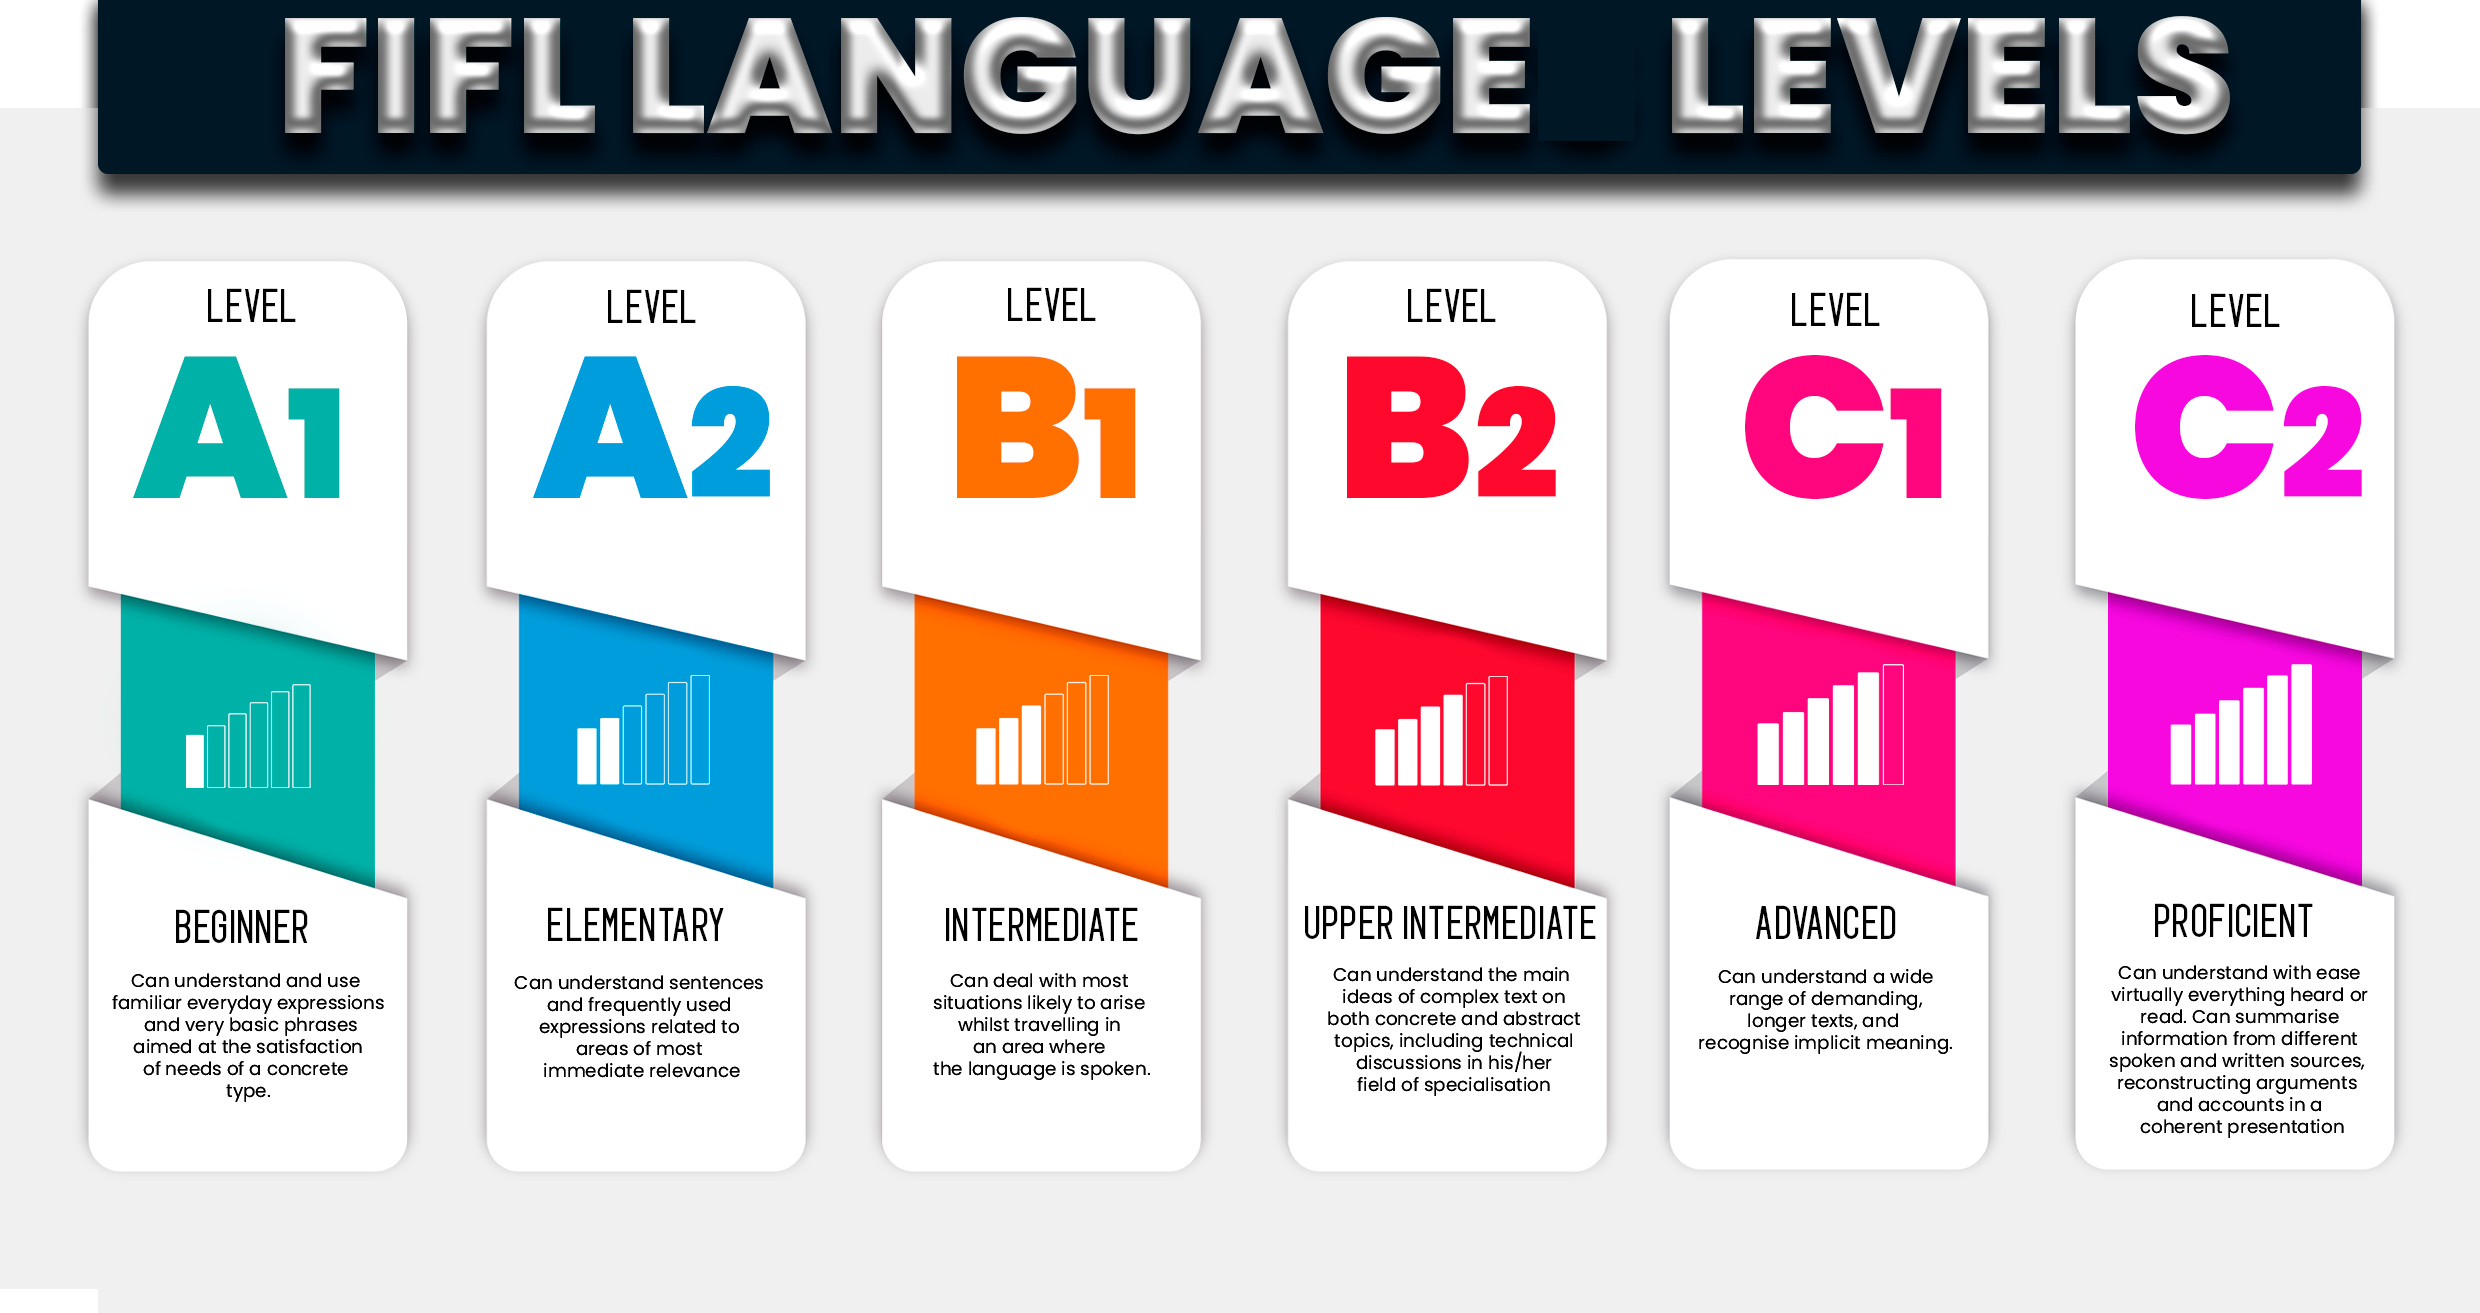 FIFL LANGUAGE LEVELS
LEVEL
A1
BEGINNER
Can understand and use
familiar everyday expressions
and very basic phrases
aimed at the satisfaction
of needs of a concrete
type.
LEVEL
A2
ELEMENTARY
Can understand sentences
and frequently used
expressions related to
areas of most
immediate relevance
LEVEL
B1
INTERMEDIATE
Can deal with most
situations likely to arise
whilst travelling in
an area where
the language is spoken.
LEVEL
B2
UPPER INTERMEDIATE
Can understand the main
ideas of complex text on
both concrete and abstract
topics, including technical
discussions in his/her
field of specialisation
LEVEL
C1
ADVANCED
Can understand a wide
range of demanding,
longer texts, and
recognise implicit meaning.
LEVEL
C2
PROFICIENT
Can understand with ease
virtually everything heard or
read. Can summarise
information from different
spoken and written sources,
reconstructing arguments
and accounts in a
coherent presentation